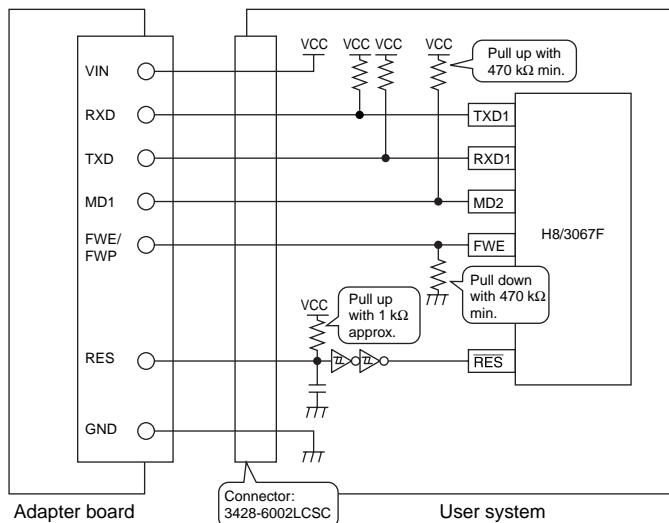 VCC
VCC VCC
VCC
Pull up with
470 kΩ min.
VIN
RXD
TXD1
TXD
RXD1
MD1
MD2
H8/3067F
FWE/
FWP
FWE
Pull down
with 470 kΩ
min.
VCC
Pull up
with 1 kΩ
approx.
RES
RES
GND
Connector:
3428-6002LCSC
Adapter board
User system